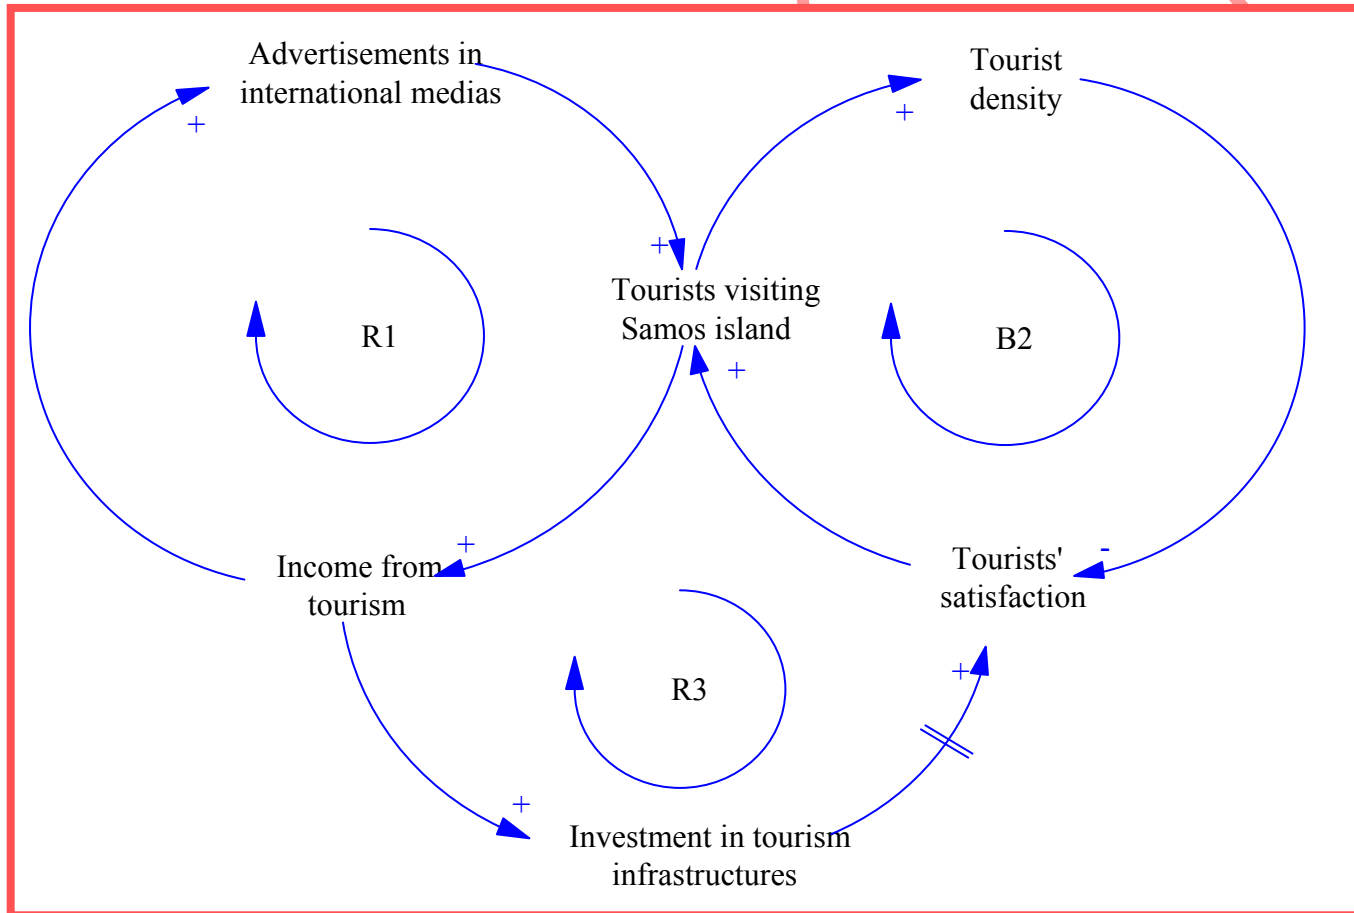 Advertisements in
international medias
+
Tourist
density
+
R1
+
Tourists visiting
Samos island
+
B2
Income from
tourism
+
Tourists'
satisfaction
-
R3
+
+
Investment in tourism
infrastructures